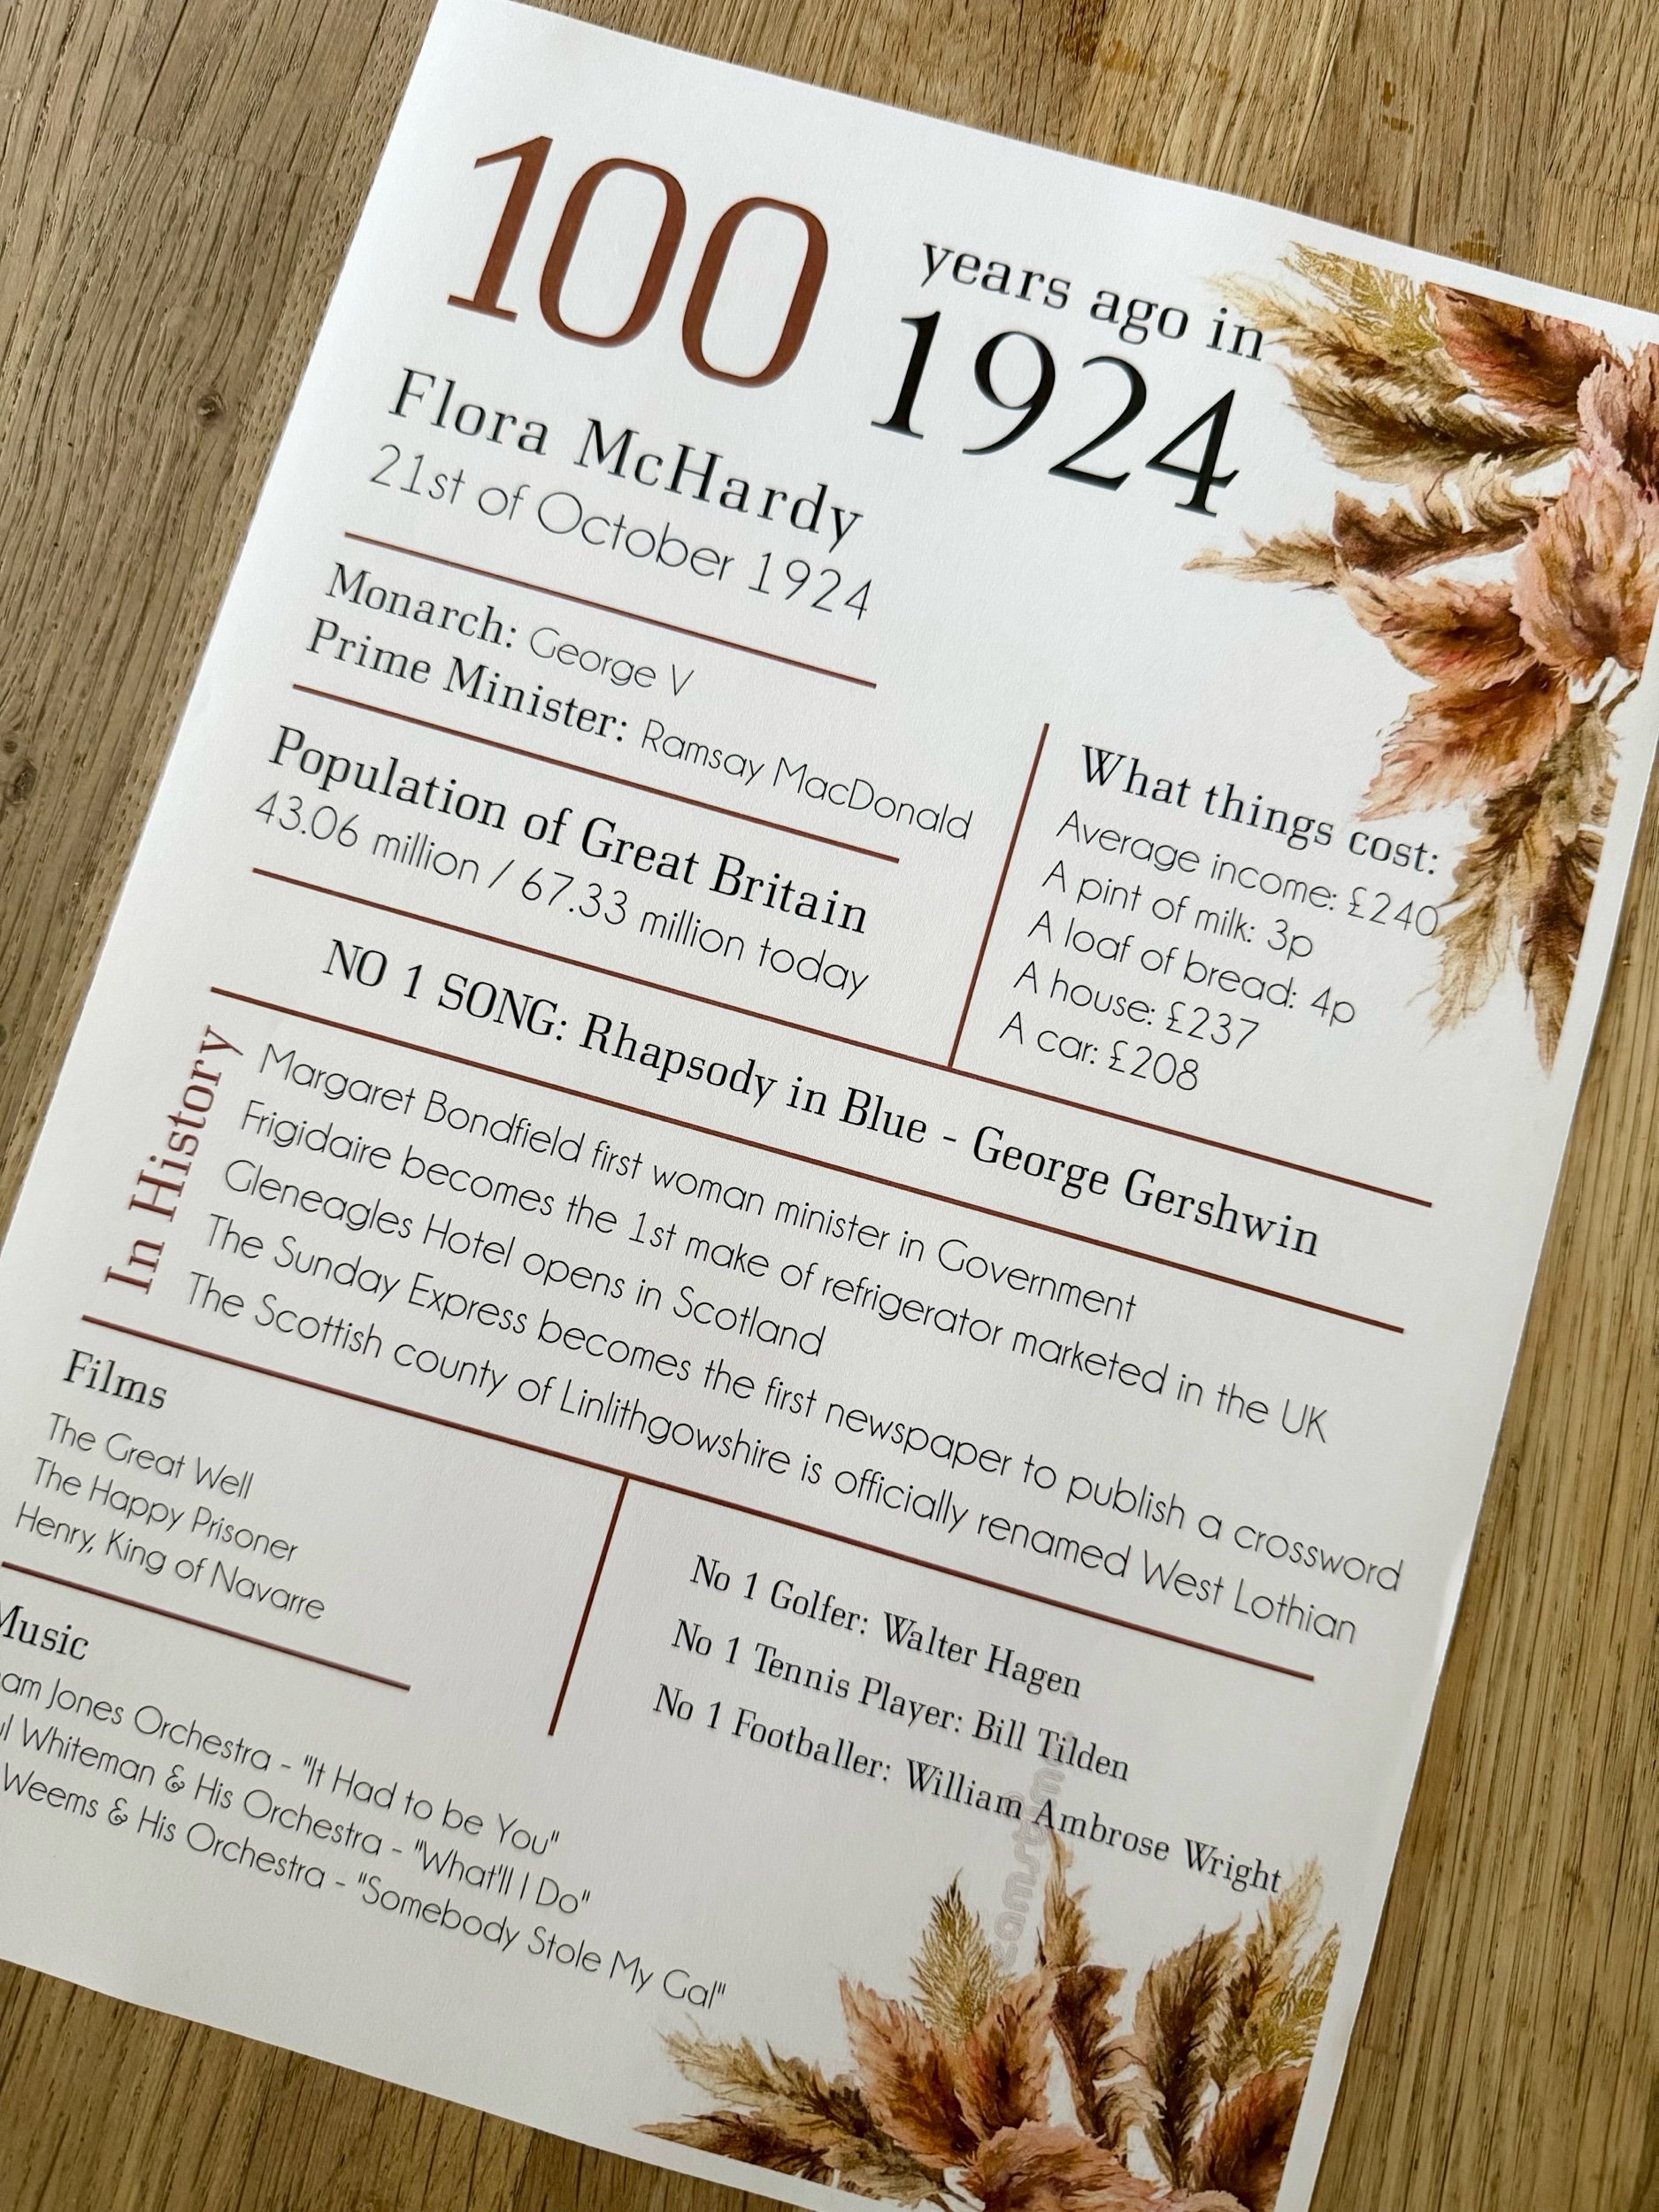 100 years ago in
1924
Flora McHardy
21st of October 1924
Monarch: George V
Prime Minister: Ramsay MacDonald
Population of Great Britain
43.06 million / 67.33 million today
What things cost:
Average income: £240
A pint of milk: 3p
A loaf of bread: 4p
A house: £237
A car: £208
NO 1 SONG: Rhapsody in Blue - George Gershwin
In History
Margaret Bondfield first woman minister in Government
Frigidaire becomes the 1st make of refrigerator marketed in the UK
Gleneagles Hotel opens in Scotland
The Sunday Express becomes the first newspaper to publish a crossword
The Scottish county of Linlithgowshire is officially renamed West Lothian
Films
The Great Well
The Happy Prisoner
Henry, King of Navarre
Music
Jones Orchestra - "It Had to be You"
Whiteman & His Orchestra - "What'll I Do"
Weems & His Orchestra - "Somebody Stole My Gal"
No 1 Golfer: Walter Hagen
No 1 Tennis Player: Bill Tilden
No 1 Footballer: William Ambrose Wright